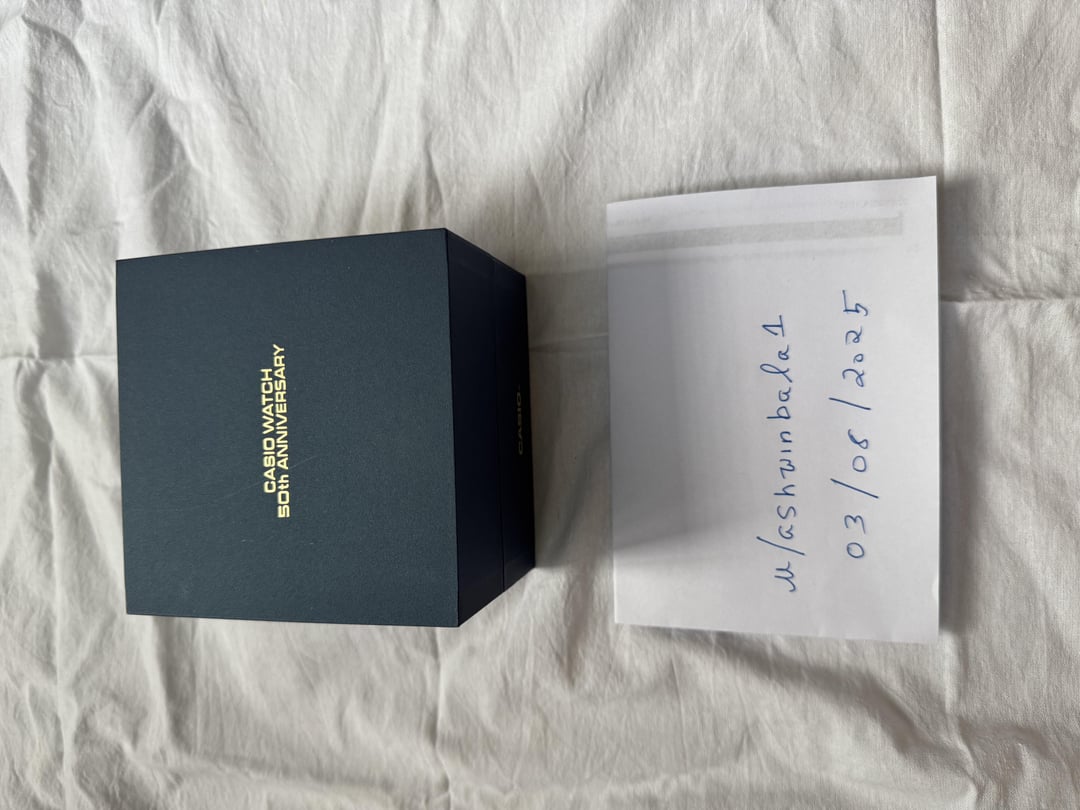 CASIO WATCH
50th ANNIVERSARY
CASIO
u/ashwinbala1
03/08/2025